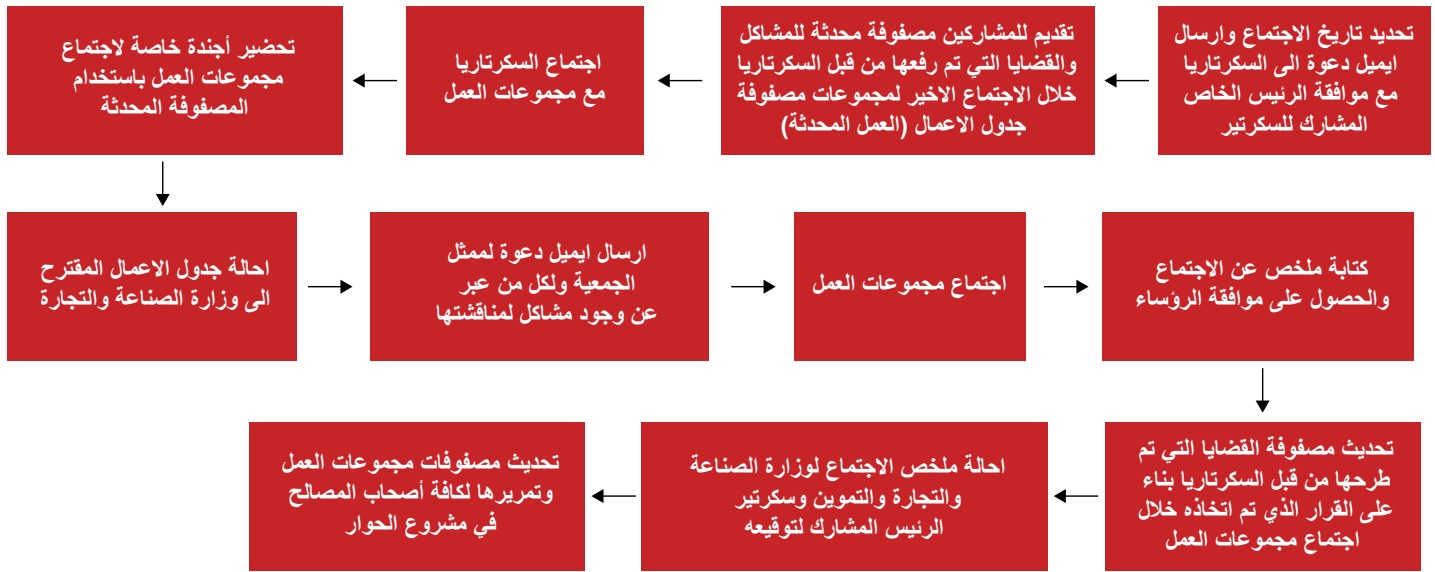 تحديد تاريخ الاجتماع وارسال
ايميل دعوة الى السكرتاريا
مع موافقة الرئيس الخاص
المشارك للسكرتير
تقديم للمشاركين مصفوفة محدثة للمشاكل
والقضايا التي تم رفعها من قبل السكرتاريا
خلال الاجتماع الاخير لمجموعات مصفوفة
جدول الاعمال (العمل المحدثة)
اجتماع السكرتاريا
مع مجموعات العمل
تحضير أجندة خاصة لاجتماع
مجموعات العمل باستخدام
المصفوفة المحدثة
احالة جدول الاعمال المقترح
الى وزارة الصناعة والتجارة
ارسال ايميل دعوة لممثل
الجمعية ولكل من عبر
عن وجود مشاكل لمناقشتها
اجتماع مجموعات العمل
كتابة ملخص عن الاجتماع
والحصول على موافقة الرؤساء
تحديث مصفوفة القضايا التي تم
طرحها من قبل السكرتاريا بناء
على القرار الذي تم اتخاذه خلال
اجتماع مجموعات العمل
احالة ملخص الاجتماع لوزارة الصناعة
والتجارة والتموين وسكرتير
الرئيس المشارك لتوقيعه
تحديث مصفوفات مجموعات العمل
وتمريرها لكافة أصحاب المصالح
في مشروع الحوار